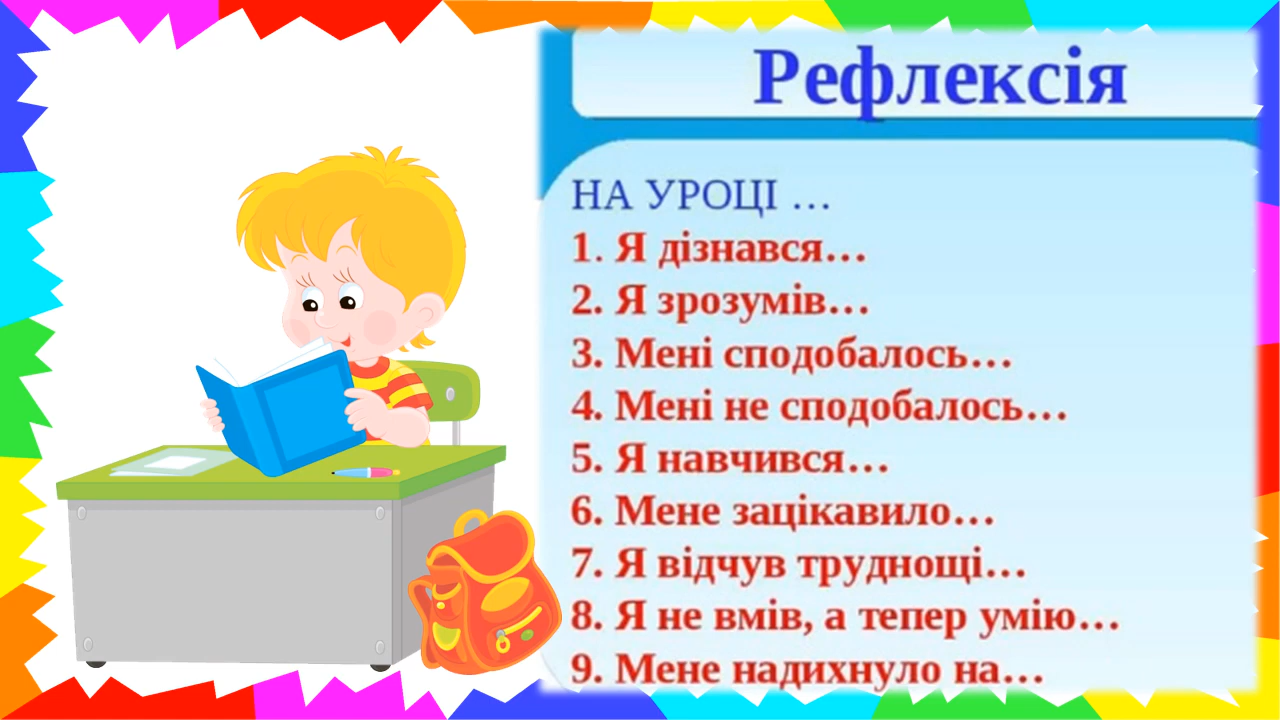 Рефлексія
НА УРОЦІ …
1. Я дізнався…
2. Я зрозумів…
3. Мені сподобалось…
4. Мені не сподобалось…
5. Я навчився…
6. Мене зацікавило…
7. Я відчув труднощі…
8. Я не вмів, а тепер умію…
9. Мене надихнуло на…